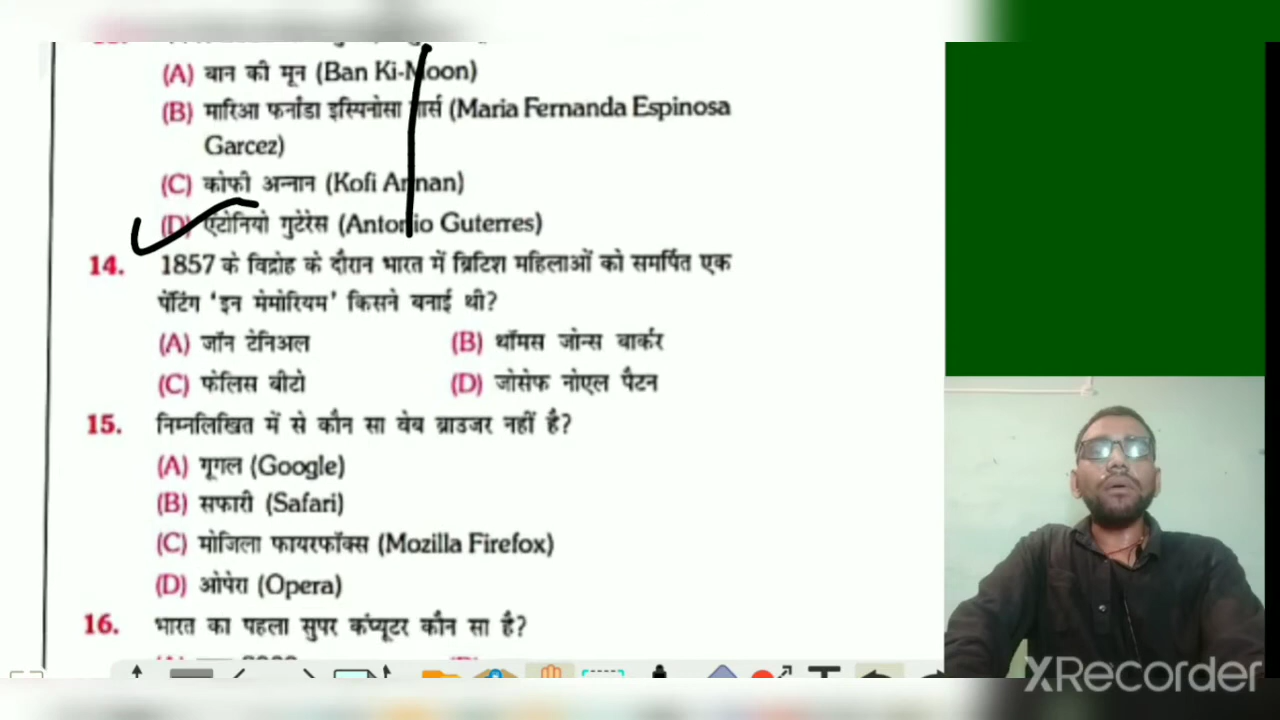 (A) बान की मून (Ban Ki-Moon)
(B) मारिआ फर्नांडा इस्पिनोसा गार्स (Maria Fernanda Espinosa
Garcez)
(C) कोफी अन्नान (Kofi Annan)
(D) एंटोनियो गुटेरेस (Antonio Guterres)
14. 1857 के विद्रोह के दौरान भारत में ब्रिटिश महिलाओं को समर्पित एक
पेंटिंग 'इन मेमोरियम' किसने बनाई थी?
(A) जॉन टेनिअल (B) थॉमस जोन्स बार्कर
(C) फेलिस बीटो (D) जोसेफ नोएल पैटन
15. निम्नलिखित में से कौन सा वेब ब्राउजर नहीं है?
(A) गूगल (Google)
(B) सफारी (Safari)
(C) मोजिला फायरफॉक्स (Mozilla Firefox)
(D) ओपेरा (Opera)
16. भारत का पहला सुपर कंप्यूटर कौन सा है?
XRecorder